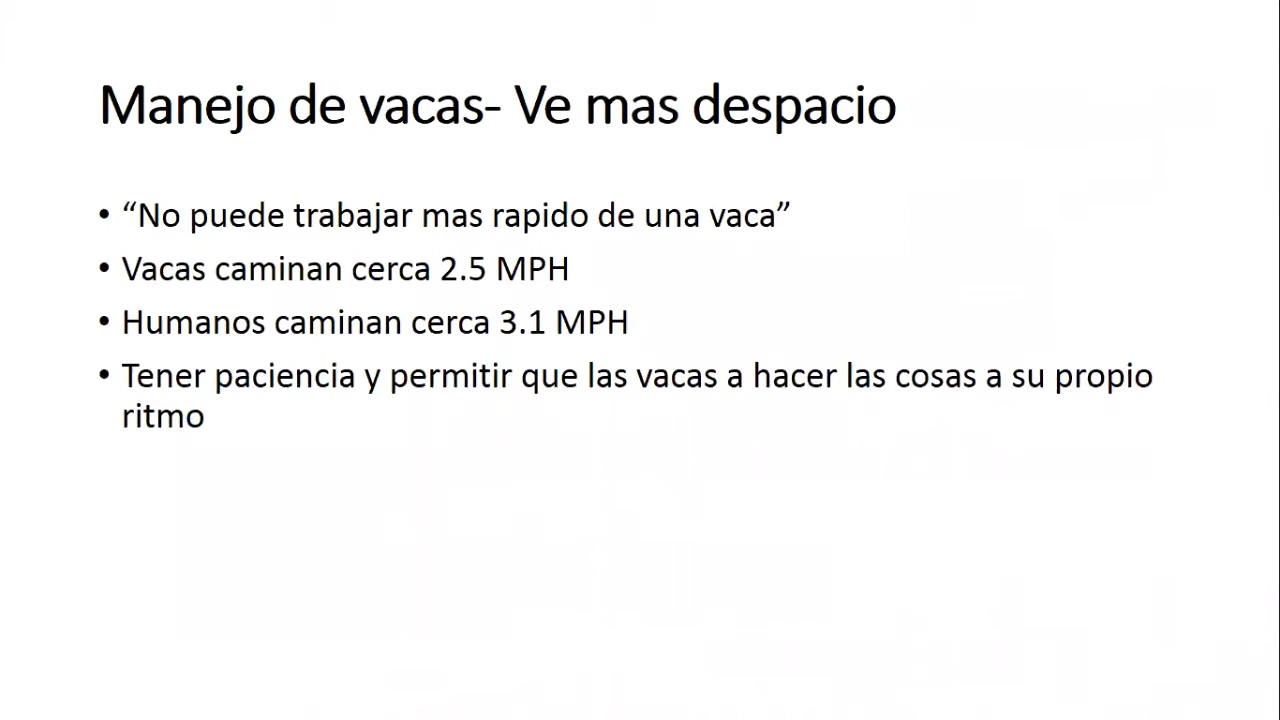 Manejo de vacas- Ve mas despacio
• “No puede trabajar mas rapido de una vaca”
• Vacas caminan cerca 2.5 MPH
• Humanos caminan cerca 3.1 MPH
• Tener paciencia y permitir que las vacas a hacer las cosas a su propio
ritmo